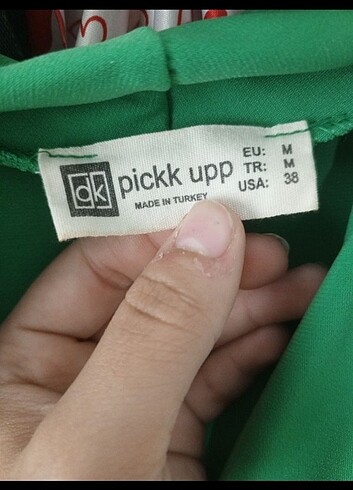 dk pickk upp
MADE IN TURKEY
EU: M
TR: M
USA: 38